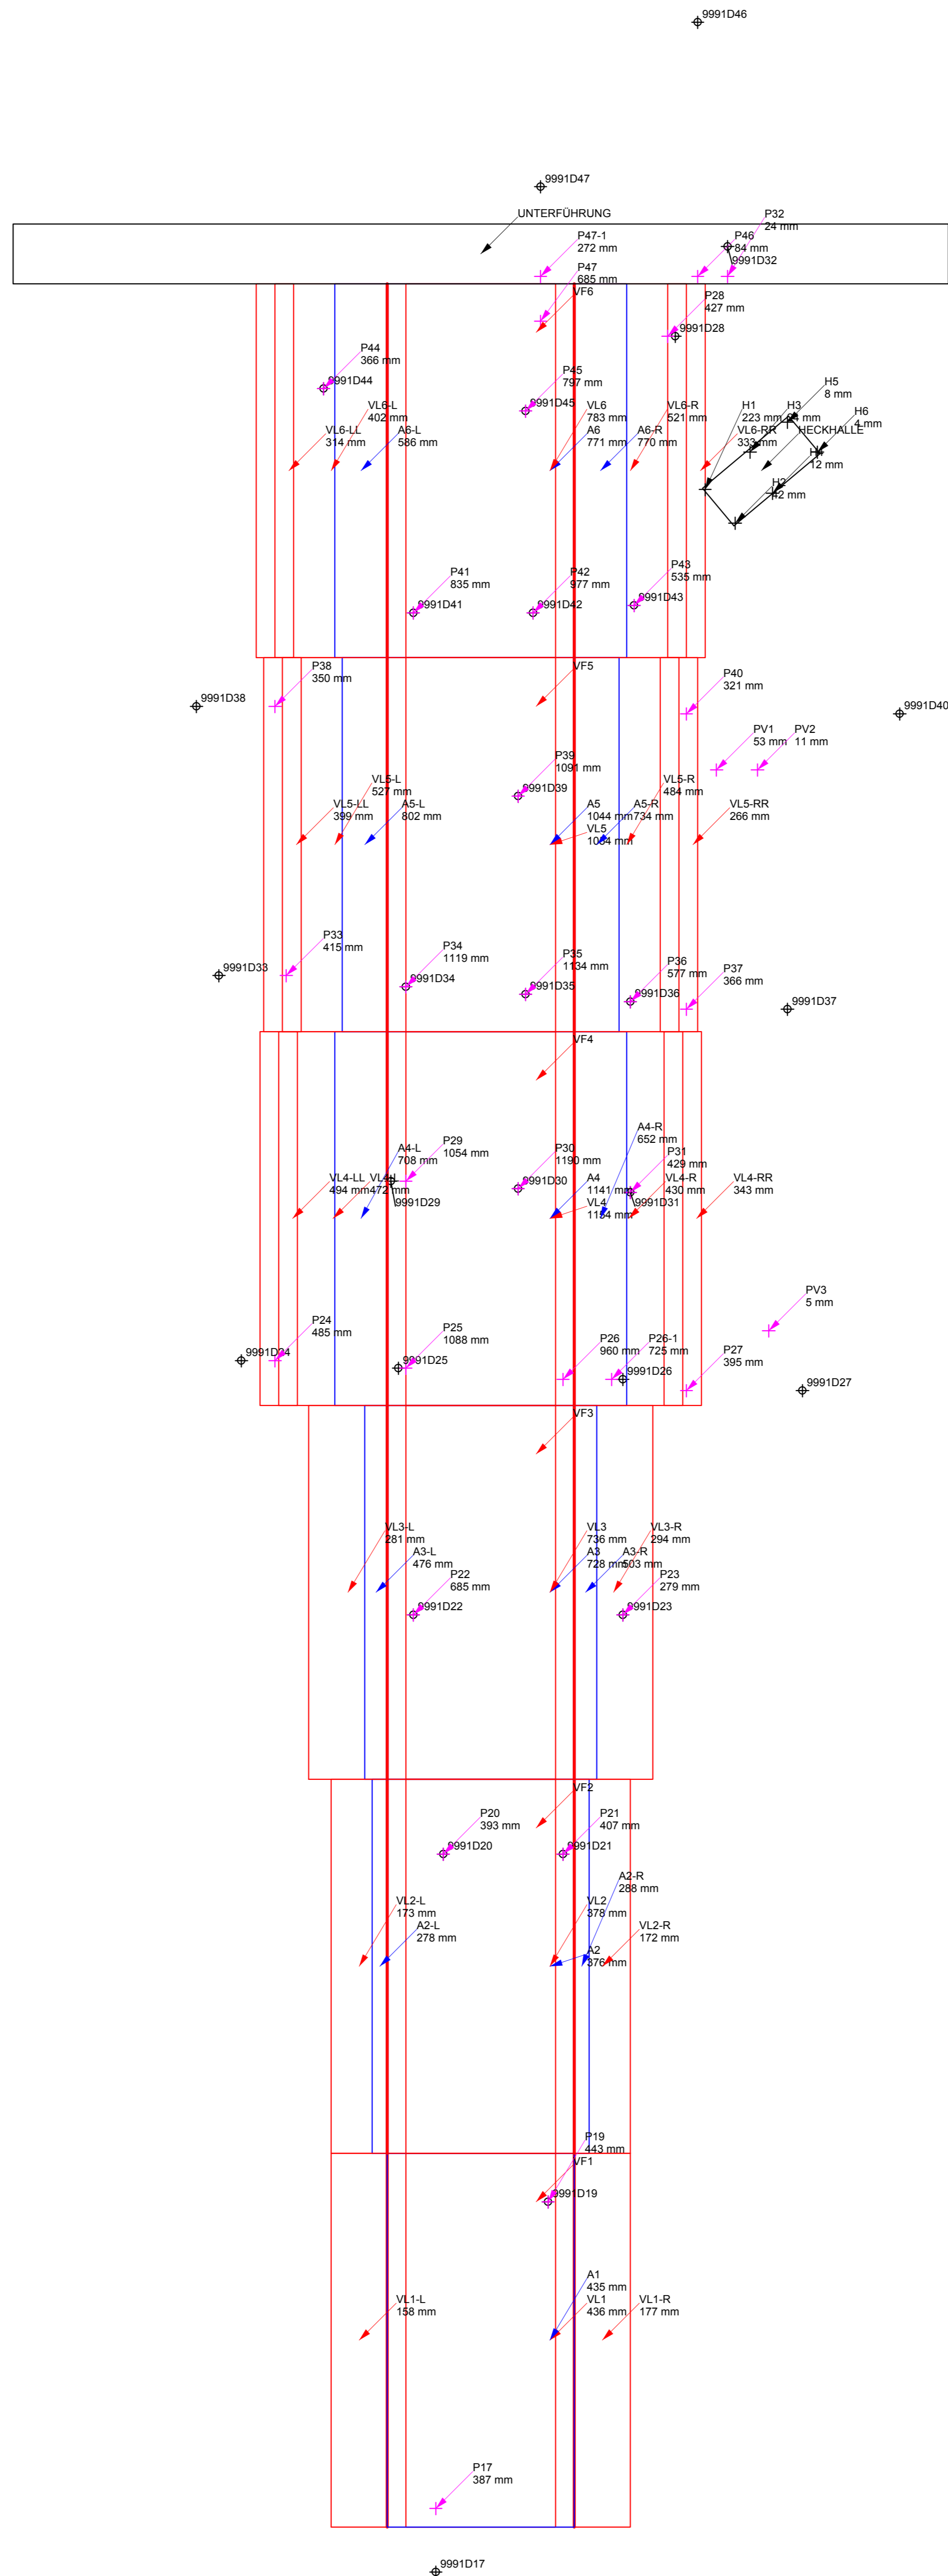 9991D46
9991D47
UNTERFÜHRUNG
P32
24 mm
P47-1
272 mm
P46
84 mm
9991D32
P47
685 mm
VF6
P28
427 mm
9991D28
P44
366 mm
9991D44
P45
797 mm
9991D45
H5
8 mm
VL6-L
402 mm
VL6
783 mm
VL6-R
521 mm
H1
223 mm
H3
H6
4 mm
VL6-LL
314 mm
A6-L
586 mm
A6
771 mm
A6-R
770 mm
VL6-RR
333 mm
HECKHALLE
12 mm
H2
42 mm
P41
835 mm
9991D41
P42
977 mm
9991D42
P43
535 mm
9991D43
P38
350 mm
9991D38
VF5
P40
321 mm
9991D40
PV1
53 mm
PV2
11 mm
P39
1091 mm
9991D39
VL5-L
527 mm
VL5-R
484 mm
VL5-LL
399 mm
A5-L
802 mm
A5
1044 mm
A5-R
734 mm
VL5-RR
266 mm
VL5
P33
415 mm
9991D33
P34
1119 mm
9991D34
P35
1134 mm
9991D35
P36
577 mm
9991D36
P37
366 mm
9991D37
VF4
A4-R
652 mm
A4-L
708 mm
P29
1054 mm
9991D29
P30
1190 mm
9991D30
P31
429 mm
9991D31
VL4-LL
494 mm
472 mm
A4
1141 mm
VL4-R
430 mm
VL4-RR
343 mm
VL4
PV3
5 mm
P24
485 mm
P25
1088 mm
9991D25
P26
960 mm
P26-1
725 mm
9991D26
P27
395 mm
9991D27
VF3
VL3-L
281 mm
VL3
736 mm
VL3-R
294 mm
A3-L
476 mm
A3
728 mm
A3-R
503 mm
P22
685 mm
9991D22
P23
279 mm
9991D23
VF2
P20
393 mm
9991D20
P21
407 mm
9991D21
A2-R
288 mm
VL2-L
173 mm
VL2
378 mm
A2-L
278 mm
VL2-R
172 mm
A2
376 mm
P19
443 mm
VF1
9991D19
A1
435 mm
VL1-L
158 mm
VL1
436 mm
VL1-R
177 mm
P17
387 mm
9991D17